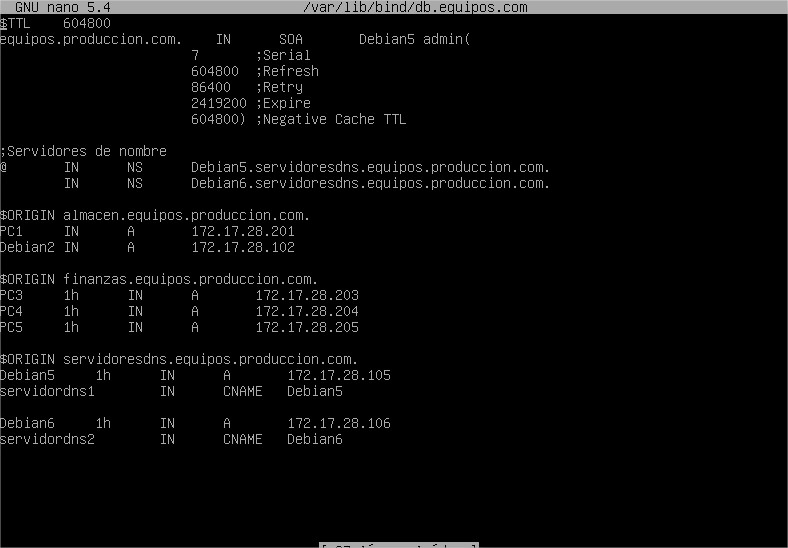 GNU nano 5.4 /var/lib/bind/db.equipos.com
$TTL 604800
equipos.produccion.com. IN SOA Debian5 admin(
7 ;Serial
604800 ;Refresh
86400 ;Retry
2419200 ;Expire
604800) ;Negative Cache TTL
;Servidores de nombre
@ IN NS Debian5.servidoresdns.equipos.produccion.com.
IN NS Debian6.servidoresdns.equipos.produccion.com.
$ORIGIN almacen.equipos.produccion.com.
PC1 IN A 172.17.28.201
Debian2 IN A 172.17.28.102
$ORIGIN finanzas.equipos.produccion.com.
PC3 1h IN A 172.17.28.203
PC4 1h IN A 172.17.28.204
PC5 1h IN A 172.17.28.205
$ORIGIN servidoresdns.equipos.produccion.com.
Debian5 1h IN A 172.17.28.105
servidordns1 IN CNAME Debian5
Debian6 1h IN A 172.17.28.106
servidordns2 IN CNAME Debian6